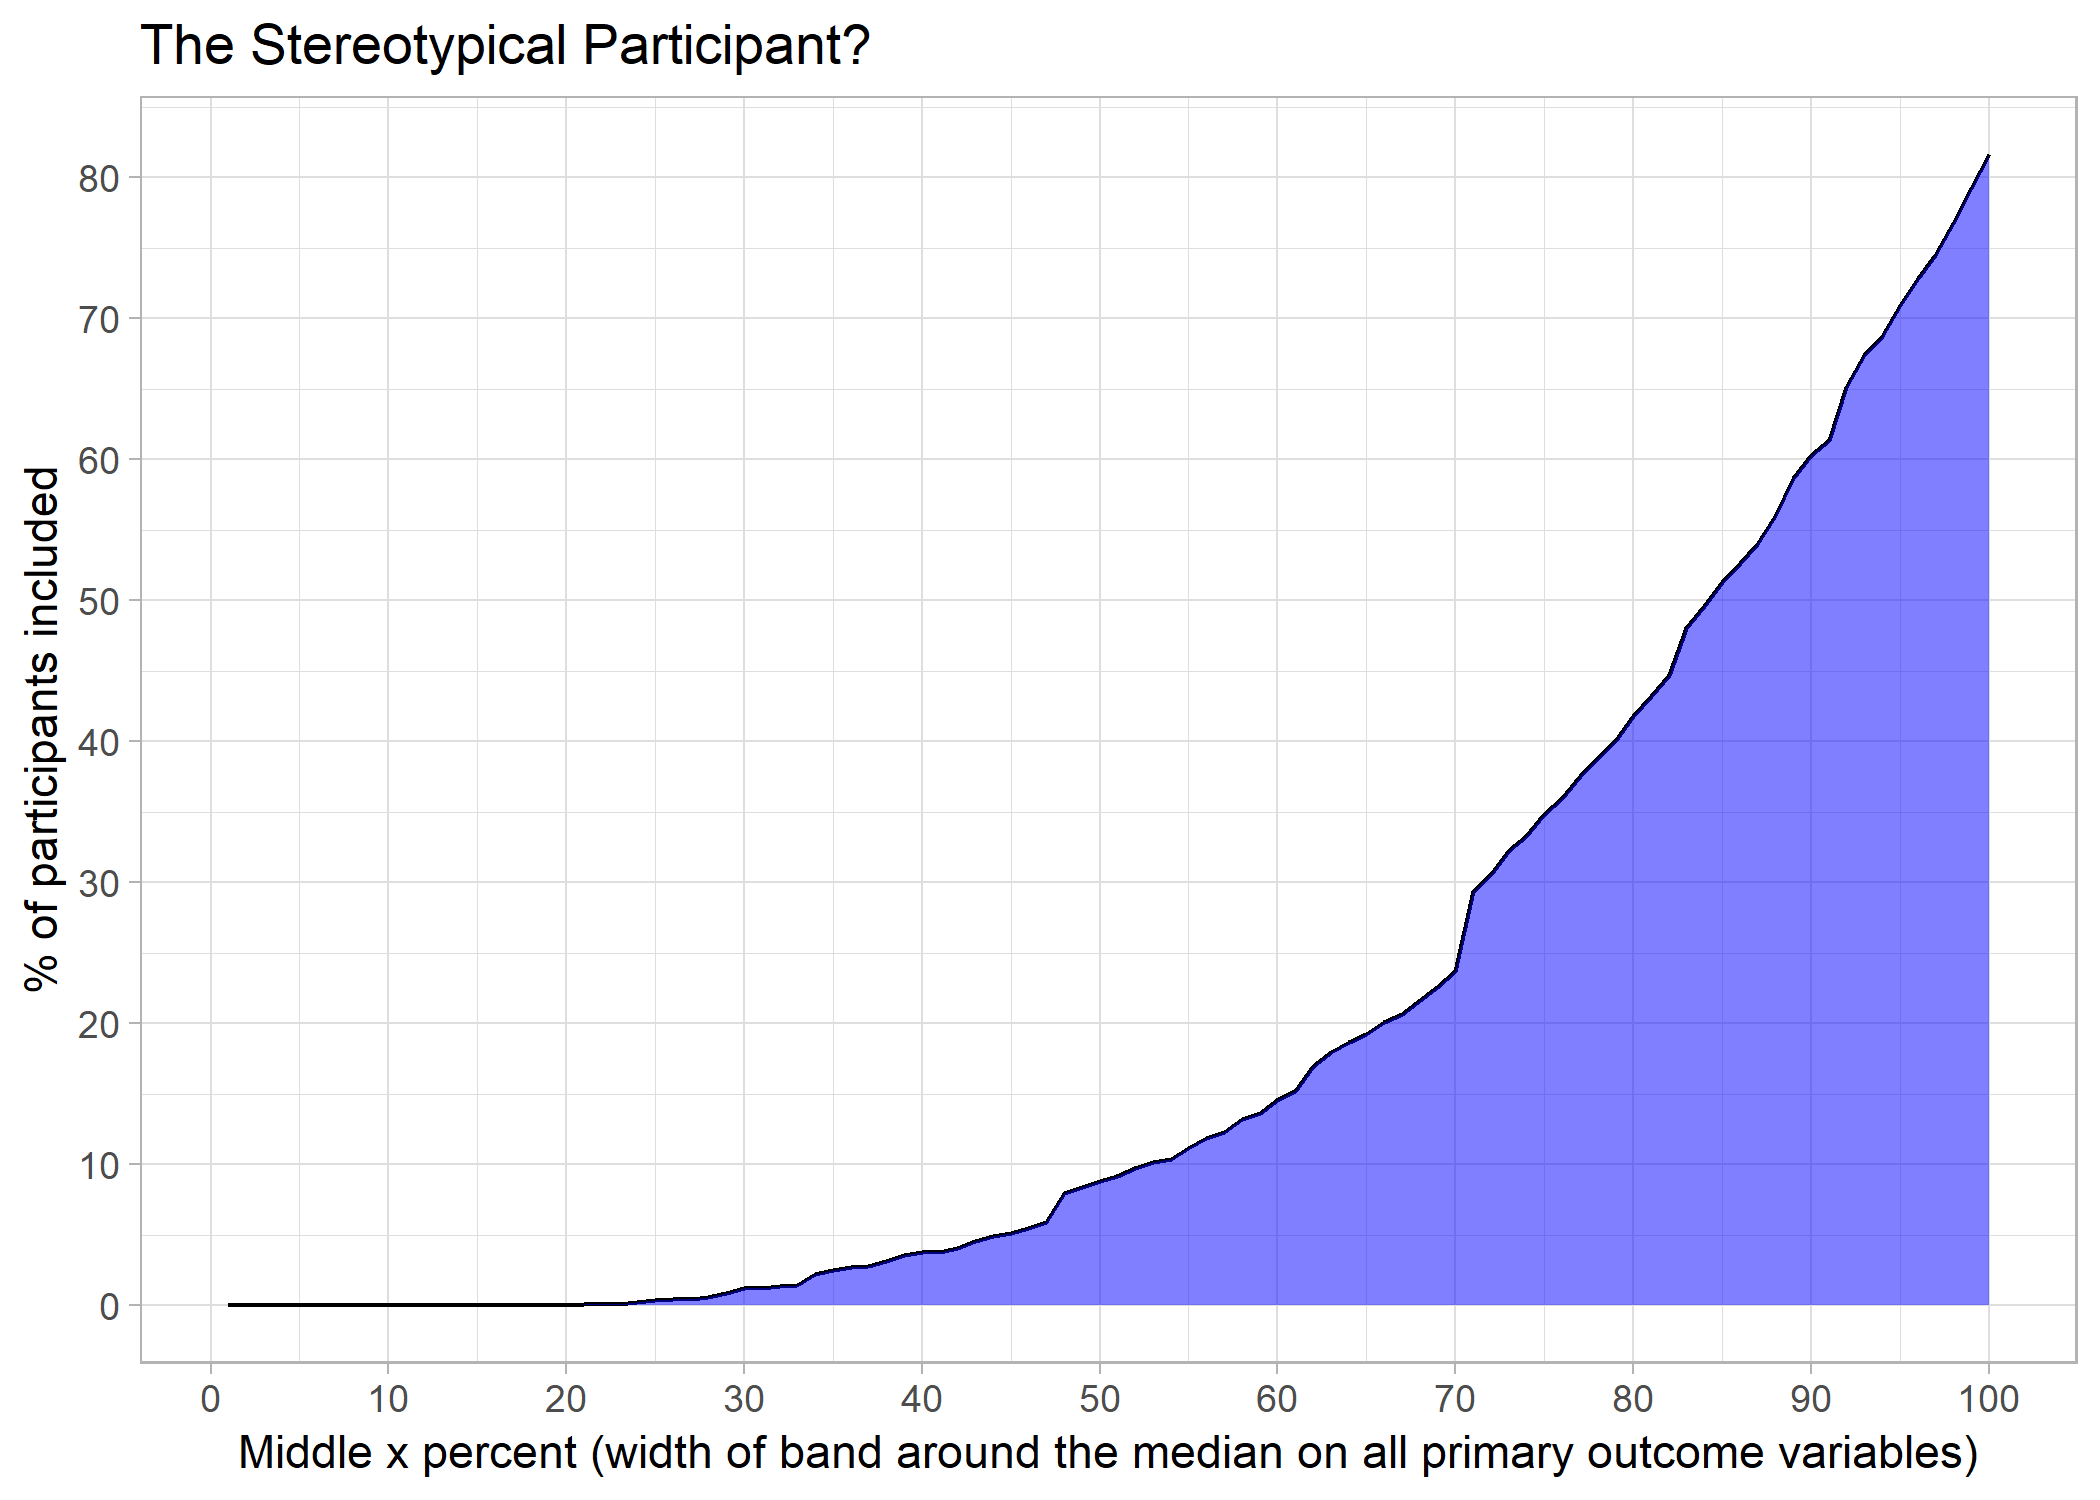 The Stereotypical Participant?
% of participants included
80
70
60
50
40
30
20
10
0
0 10 20 30 40 50 60 70 80 90 100
Middle x percent (width of band around the median on all primary outcome variables)